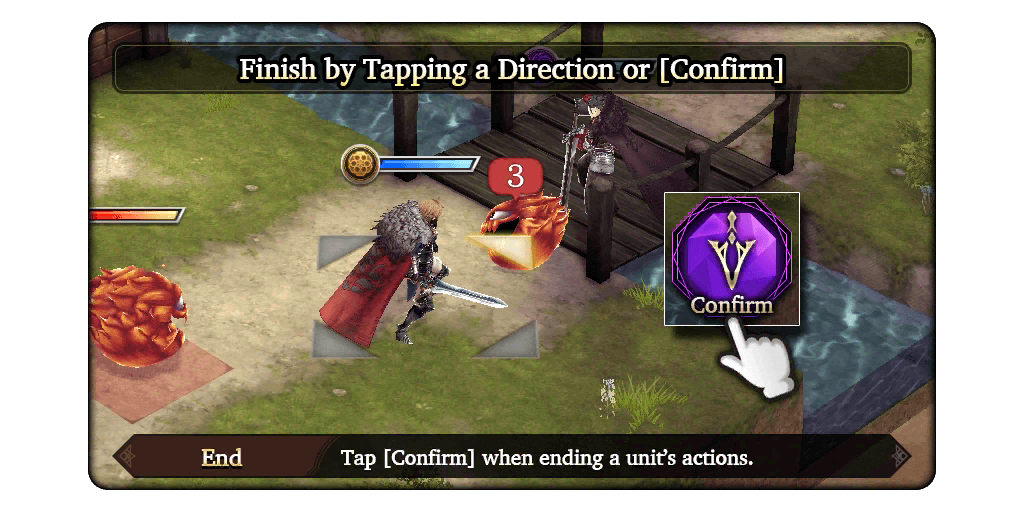 Finish by Tapping a Direction or [Confirm]
3
Confirm
End
Tap [Confirm] when ending a unit's actions.